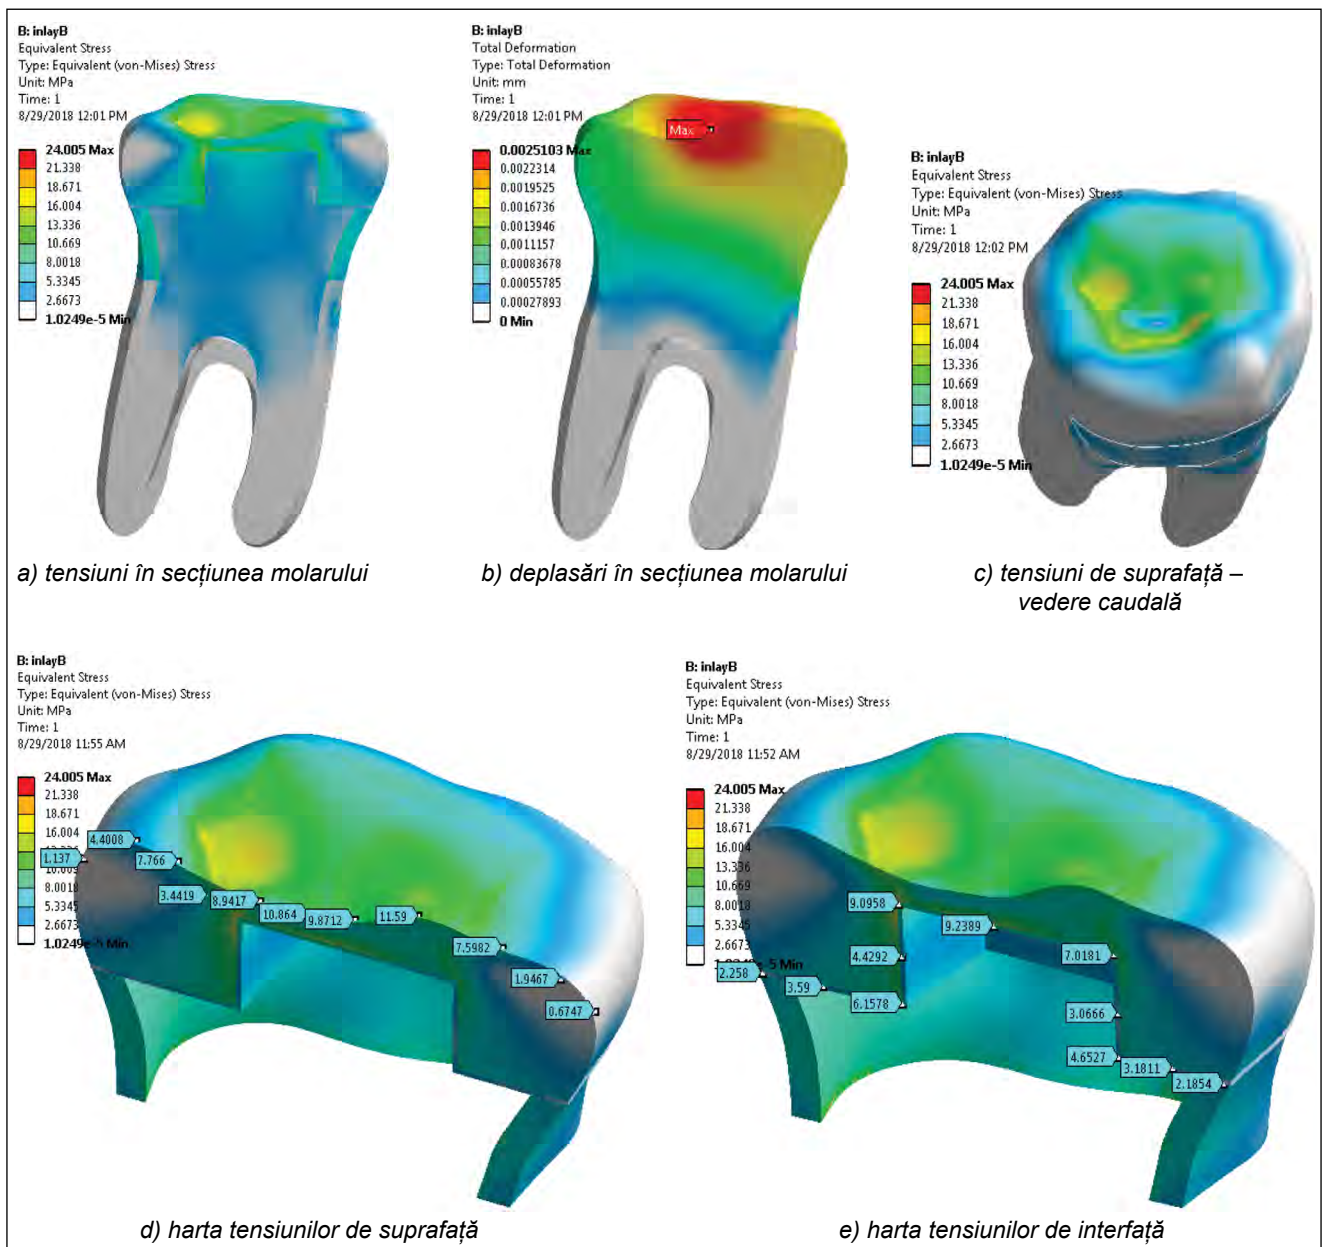 B: inlayB
Equivalent Stress
Type: Equivalent (von-Mises) Stress
Unit: MPa
Time: 1
8/29/2018 12:01 PM
24.005 Max
21.338
18.671
16.004
13.336
10.669
8.0018
5.3345
2.6673
1.0249e-5 Min
a) tensiuni în secțiunea molarului
B: inlayB
Total Deformation
Type: Total Deformation
Unit: mm
Time: 1
8/29/2018 12:01 PM
Max
0.0025103 Max
0.0022314
0.0019525
0.0016736
0.0013946
0.0011157
0.00083678
0.00055785
0.00027893
0 Min
b) deplasări în secțiunea molarului
B: inlayB
Equivalent Stress
Type: Equivalent (von-Mises) Stress
Unit: MPa
Time: 1
8/29/2018 12:02 PM
24.005 Max
21.338
18.671
16.004
13.336
10.669
8.0018
5.3345
2.6673
1.0249e-5 Min
c) tensiuni de suprafață –
vedere caudală
B: inlayB
Equivalent Stress
Type: Equivalent (von-Mises) Stress
Unit: MPa
Time: 1
8/29/2018 11:55 AM
24.005 Max
21.338
18.671
16.004
8.0018
5.3345
2.6673
4.4008
1.137
7.766
3.4419
8.9417
10.864
9.8712
11.59
7.5982
1.9467
0.6747
d) harta tensiunilor de suprafață
B: inlayB
Equivalent Stress
Type: Equivalent (von-Mises) Stress
Unit: MPa
Time: 1
8/29/2018 11:52 AM
24.005 Max
21.338
18.671
16.004
13.336
10.669
8.0018
5.3345
2.6673
9.0958
9.2389
4.4292
7.0181
2.258
3.59
6.1578
3.0666
4.6527
3.1811
2.1854
e) harta tensiunilor de interfață